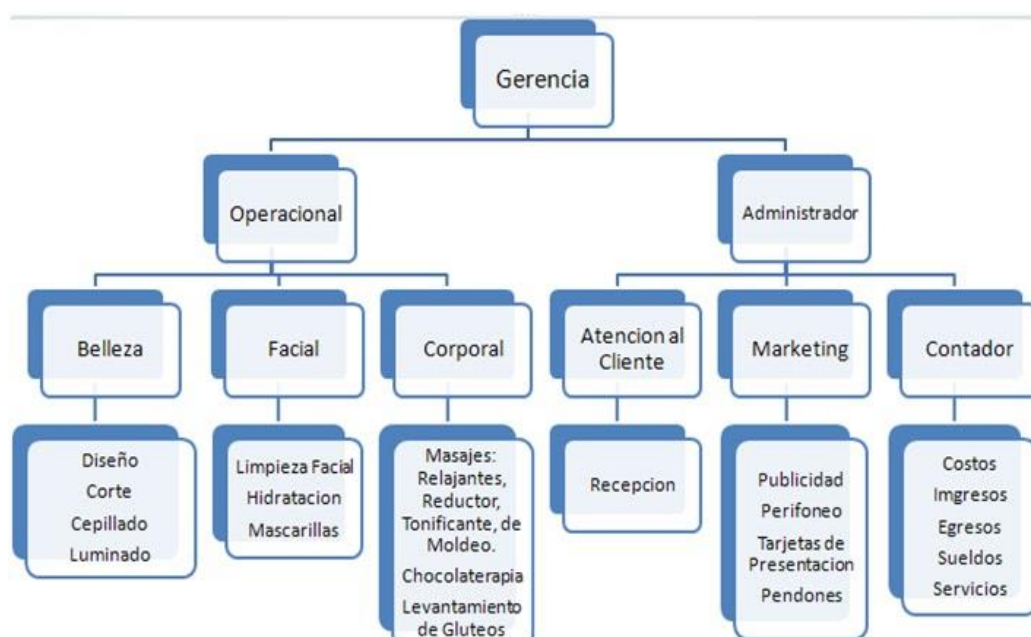 Gerencia
Operacional
Administrador
Belleza
Facial
Corporal
Atencion al
Cliente
Marketing
Contador
Diseño
Corte
Cepillado
Luminado
Limpieza Facial
Hidratacion
Mascarillas
Masajes:
Relajantes,
Reductor,
Tonificante, de
Moldeo.
Chocolaterapia
Levantamiento
de Gluteos
Recepcion
Publicidad
Perifoneo
Tarjetas de
Presentacion
Pendones
Costos
Imgresos
Egresos
Sueldos
Servicios